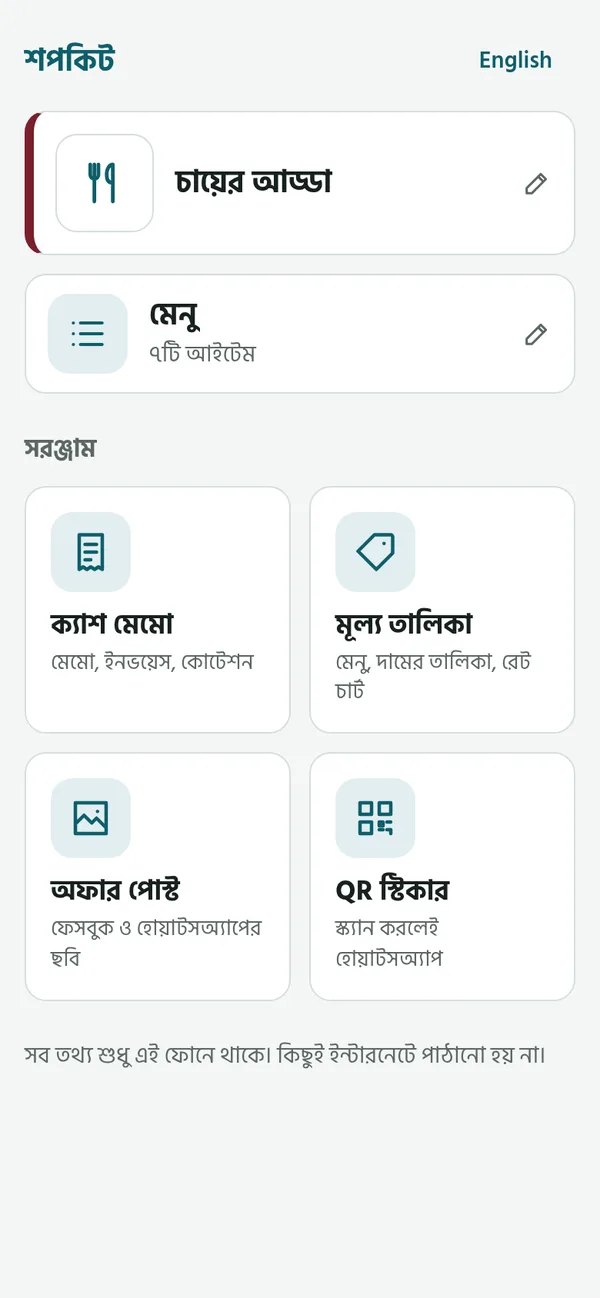 শপকিট
English
চায়ের আড্ডা
মেনু
৭টি আইটেম
সরঞ্জাম
ক্যাশ মেমো
মেমো, ইনভয়েস, কোটেশন
মূল্য তালিকা
মেনু, দামের তালিকা, রেট
চার্ট
অফার পোস্ট
ফেসবুক ও হোয়াটসঅ্যাপের
ছবি
QR স্টিকার
স্ক্যান করলেই
হোয়াটসঅ্যাপ
সব তথ্য শুধু এই ফোনে থাকে। কিছুই ইন্টারনেটে পাঠানো হয় না।